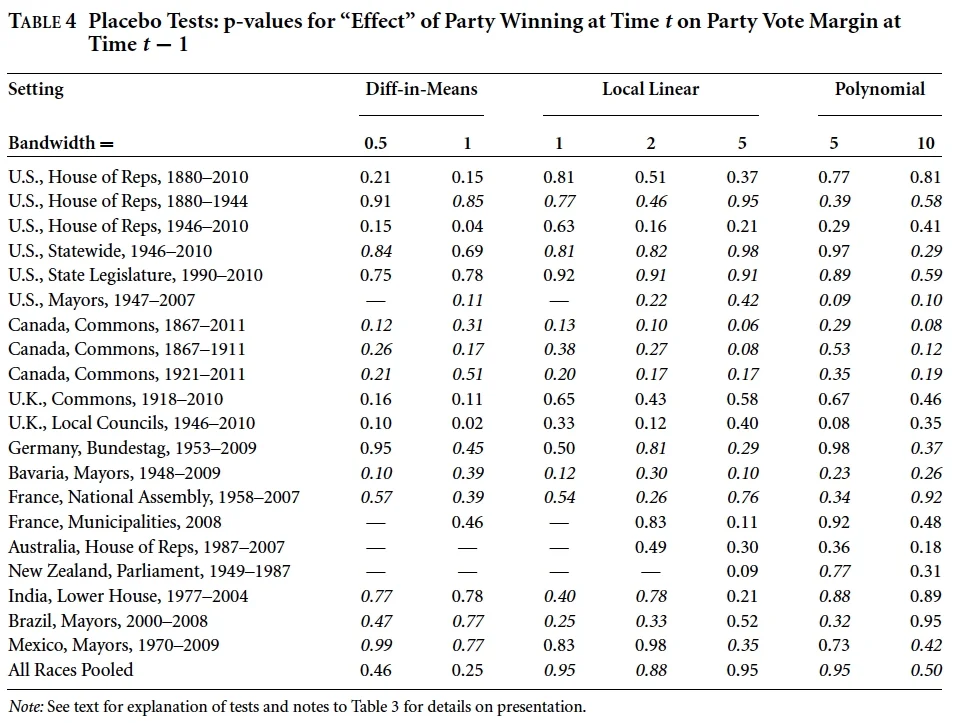 TABLE 4 Placebo Tests: p-values for “Effect” of Party Winning at Time t on Party Vote Margin at
Time t − 1
Setting Diff-in-Means Local Linear Polynomial
Bandwidth = 0.5 1 1 2 5 5 10
U.S., House of Reps, 1880–2010 0.21 0.15 0.81 0.51 0.37 0.77 0.81
U.S., House of Reps, 1880–1944 0.91 0.85 0.77 0.46 0.95 0.39 0.58
U.S., House of Reps, 1946–2010 0.15 0.04 0.63 0.16 0.21 0.29 0.41
U.S., Statewide, 1946–2010 0.84 0.69 0.81 0.82 0.98 0.97 0.29
U.S., State Legislature, 1990–2010 0.75 0.78 0.92 0.91 0.91 0.89 0.59
U.S., Mayors, 1947–2007 — 0.11 — 0.22 0.42 0.09 0.10
Canada, Commons, 1867–2011 0.12 0.31 0.13 0.10 0.06 0.29 0.08
Canada, Commons, 1867–1911 0.26 0.17 0.38 0.27 0.08 0.53 0.12
Canada, Commons, 1921–2011 0.21 0.51 0.20 0.17 0.17 0.35 0.19
U.K., Commons, 1918–2010 0.16 0.11 0.65 0.43 0.58 0.67 0.46
U.K., Local Councils, 1946–2010 0.10 0.02 0.33 0.12 0.40 0.08 0.35
Germany, Bundestag, 1953–2009 0.95 0.45 0.50 0.81 0.29 0.98 0.37
Bavaria, Mayors, 1948–2009 0.10 0.39 0.12 0.30 0.10 0.23 0.26
France, National Assembly, 1958–2007 0.57 0.39 0.54 0.26 0.76 0.34 0.92
France, Municipalities, 2008 — 0.46 — 0.83 0.11 0.92 0.48
Australia, House of Reps, 1987–2007 — — — 0.49 0.30 0.36 0.18
New Zealand, Parliament, 1949–1987 — — — — 0.09 0.77 0.31
India, Lower House, 1977–2004 0.77 0.78 0.40 0.78 0.21 0.88 0.89
Brazil, Mayors, 2000–2008 0.47 0.77 0.25 0.33 0.52 0.32 0.95
Mexico, Mayors, 1970–2009 0.99 0.77 0.83 0.98 0.35 0.73 0.42
All Races Pooled 0.46 0.25 0.95 0.88 0.95 0.95 0.50
Note: See text for explanation of tests and notes to Table 3 for details on presentation.